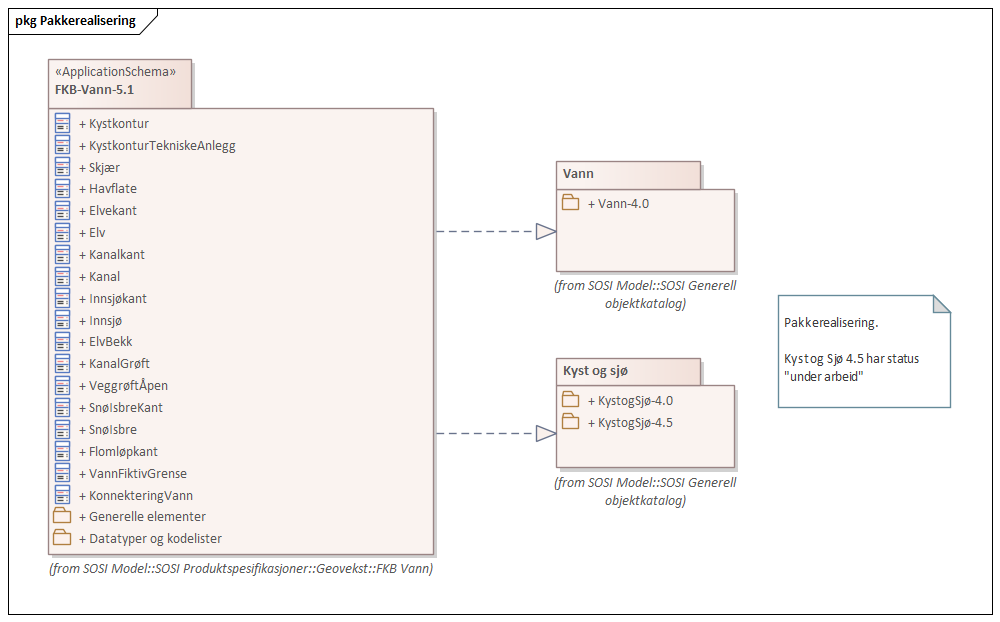 pkg Pakkerealisering
«ApplicationSchema»
FKB-Vann-5.1
+ Kystkontur
+ KystkonturTekniskeAnlegg
+ Skjær
+ Havflate
+ Elvekant
+ Elv
+ Kanalkant
+ Kanal
+ Innsjøkant
+ Innsjø
+ ElvBekk
+ KanalGrøft
+ VeggrøftÅpen
+ SnøIsbreKant
+ SnøIsbre
+ Flomløpkant
+ VannFiktivGrense
+ KonnekteringVann
+ Generelle elementer
+ Datatyper og kodelister
(from SOSI Model::SOSI Produktspesifikasjoner::Geovekst::FKB Vann)
Vann
+ Vann-4.0
(from SOSI Model::SOSI Generell
objektkatalog)
Kyst og sjø
+ KystogSjø-4.0
+ KystogSjø-4.5
(from SOSI Model::SOSI Generell
objektkatalog)
Pakkerealisering.
Kyst og Sjø 4.5 har status
"under arbeid"